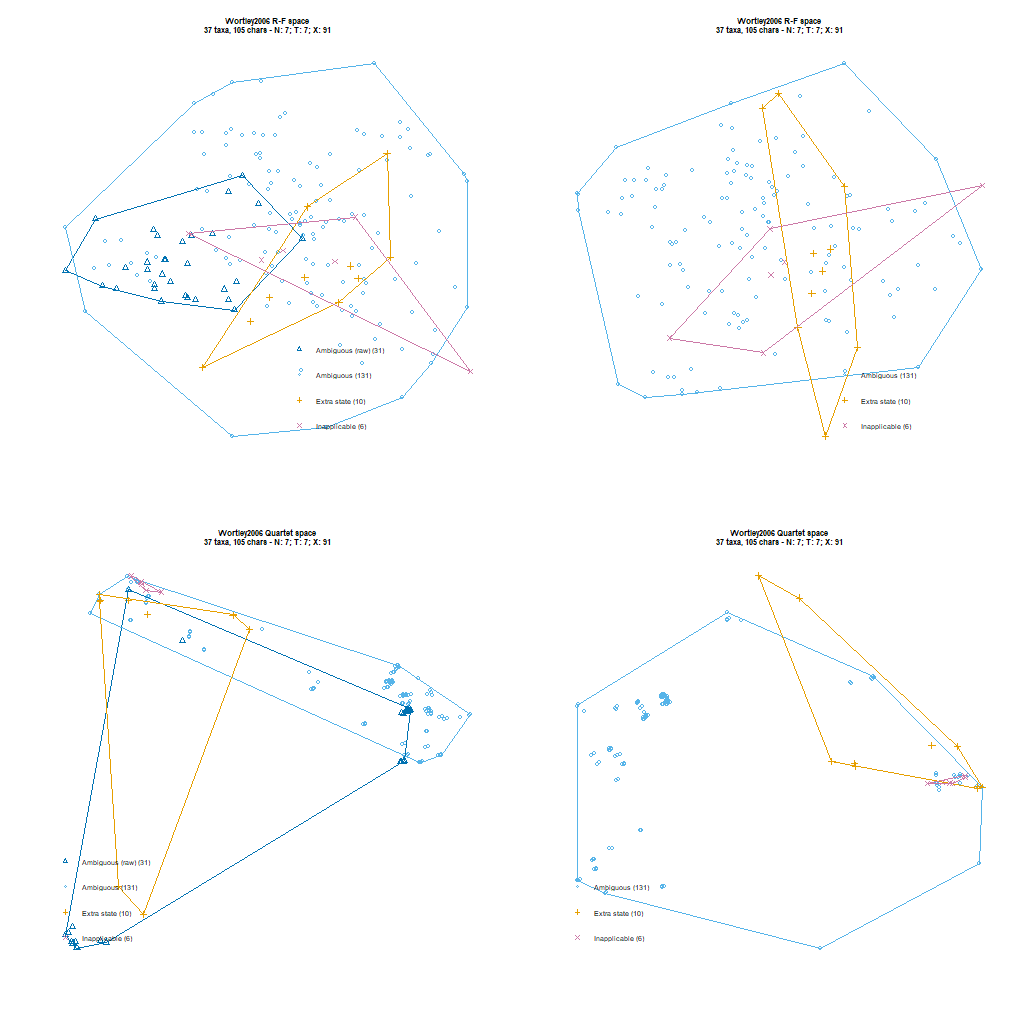 Wortley2006 R-F space
37 taxa, 105 chars - N: 7; T: 7; X: 91
Ambiguous (raw) (31)
Ambiguous (131)
Extra state (10)
Inapplicable (6)
Wortley2006 R-F space
37 taxa, 105 chars - N: 7; T: 7; X: 91
Ambiguous (131)
Extra state (10)
Inapplicable (6)
Wortley2006 Quartet space
37 taxa, 105 chars - N: 7; T: 7; X: 91
Ambiguous (raw) (31)
Ambiguous (131)
Extra state (10)
Inapplicable (6)
Wortley2006 Quartet space
37 taxa, 105 chars - N: 7; T: 7; X: 91
Ambiguous (131)
Extra state (10)
Inapplicable (6)